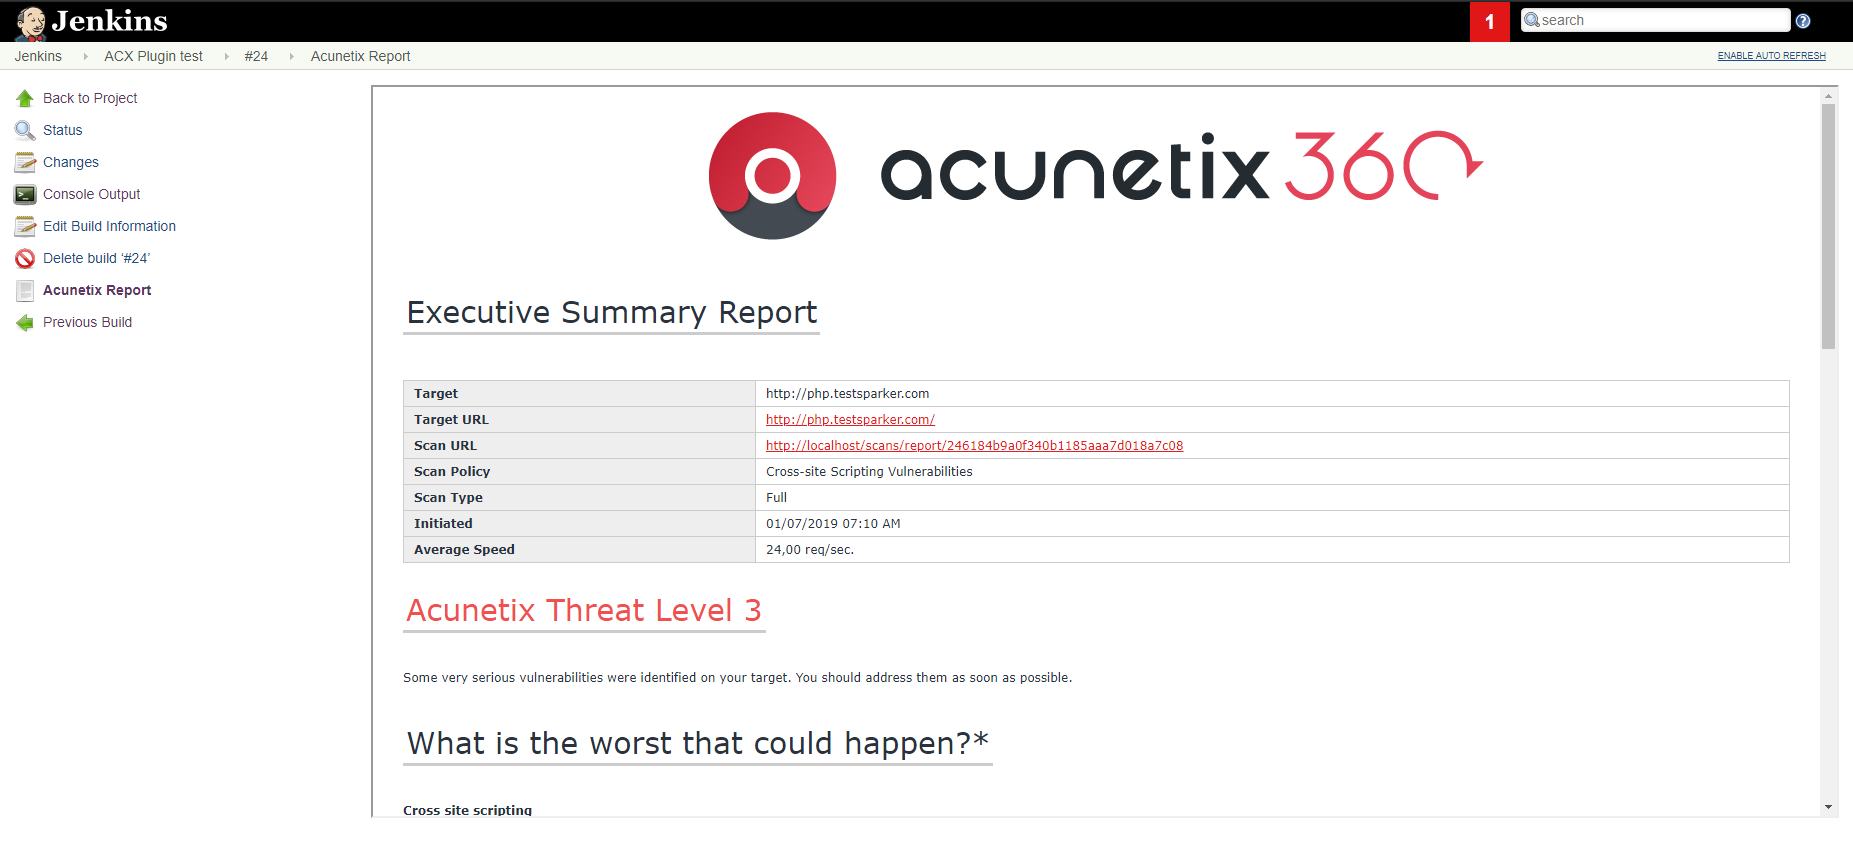 Jenkins
1
search
?
Jenkins
ACX Plugin test
#24
Acunetix Report
ENABLE AUTO REFRESH
Back to Project
Status
Changes
Console Output
Edit Build Information
Delete build ‘#24’
Acunetix Report
Previous Build
acunetix 360
Executive Summary Report
Target http://php.testsparker.com
Target URL http://php.testsparker.com/
Scan URL http://localhost/scans/report/246184b9a0f340b1185aaa7d018a7c08
Scan Policy Cross-site Scripting Vulnerabilities
Scan Type Full
Initiated 01/07/2019 07:10 AM
Average Speed 24,00 req/sec.
Acunetix Threat Level 3
Some very serious vulnerabilities were identified on your target. You should address them as soon as possible.
What is the worst that could happen?*
Cross site scripting